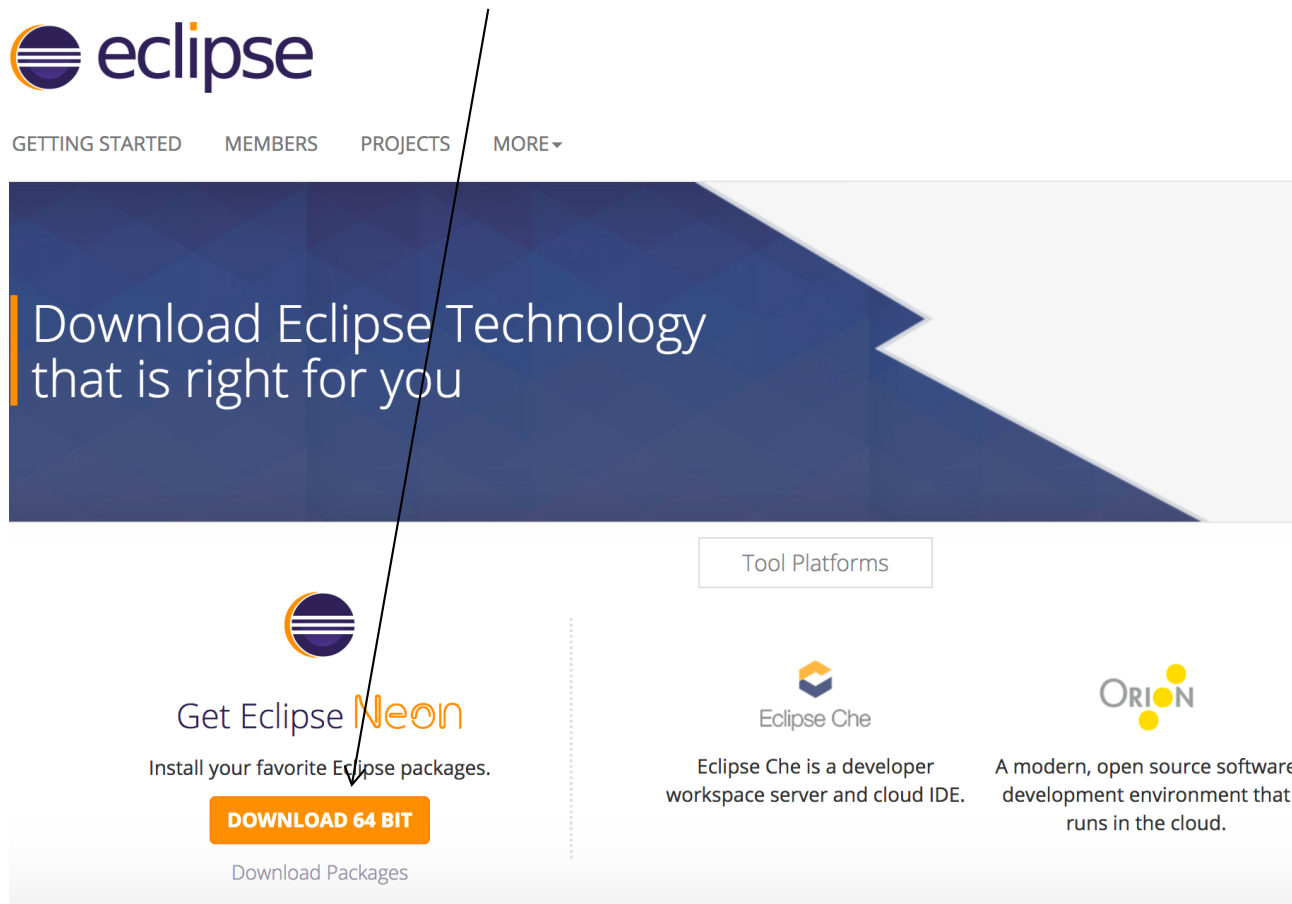 eclipse
GETTING STARTED MEMBERS PROJECTS MORE
Download Eclipse Technology
that is right for you
Tool Platforms
Get Eclipse Neon
Install your favorite Eclipse packages.
DOWNLOAD 64 BIT
Download Packages
Eclipse Che
Eclipse Che is a developer
workspace server and cloud IDE.
ORION
A modern, open source software
development environment that
runs in the cloud.